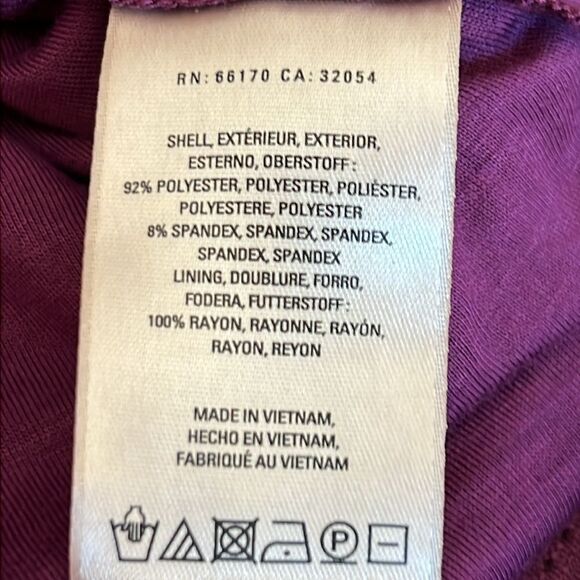 RN: 66170 CA: 32054
SHELL, EXTÉRIEUR, EXTERIOR,
ESTERNO, OBERSTOFF:
92% POLYESTER, POLYESTER, POLIÉSTER,
POLYESTERE, POLYESTER
8% SPANDEX, SPANDEX, SPANDEX,
SPANDEX, SPANDEX
LINING, DOUBLURE, FORRO,
FODERA, FUTTERSTOFF:
100% RAYON, RAYONNE, RAYÓN,
RAYON, REYON
MADE IN VIETNAM,
HECHO EN VIETNAM,
FABRIQUÉ AU VIETNAM
P